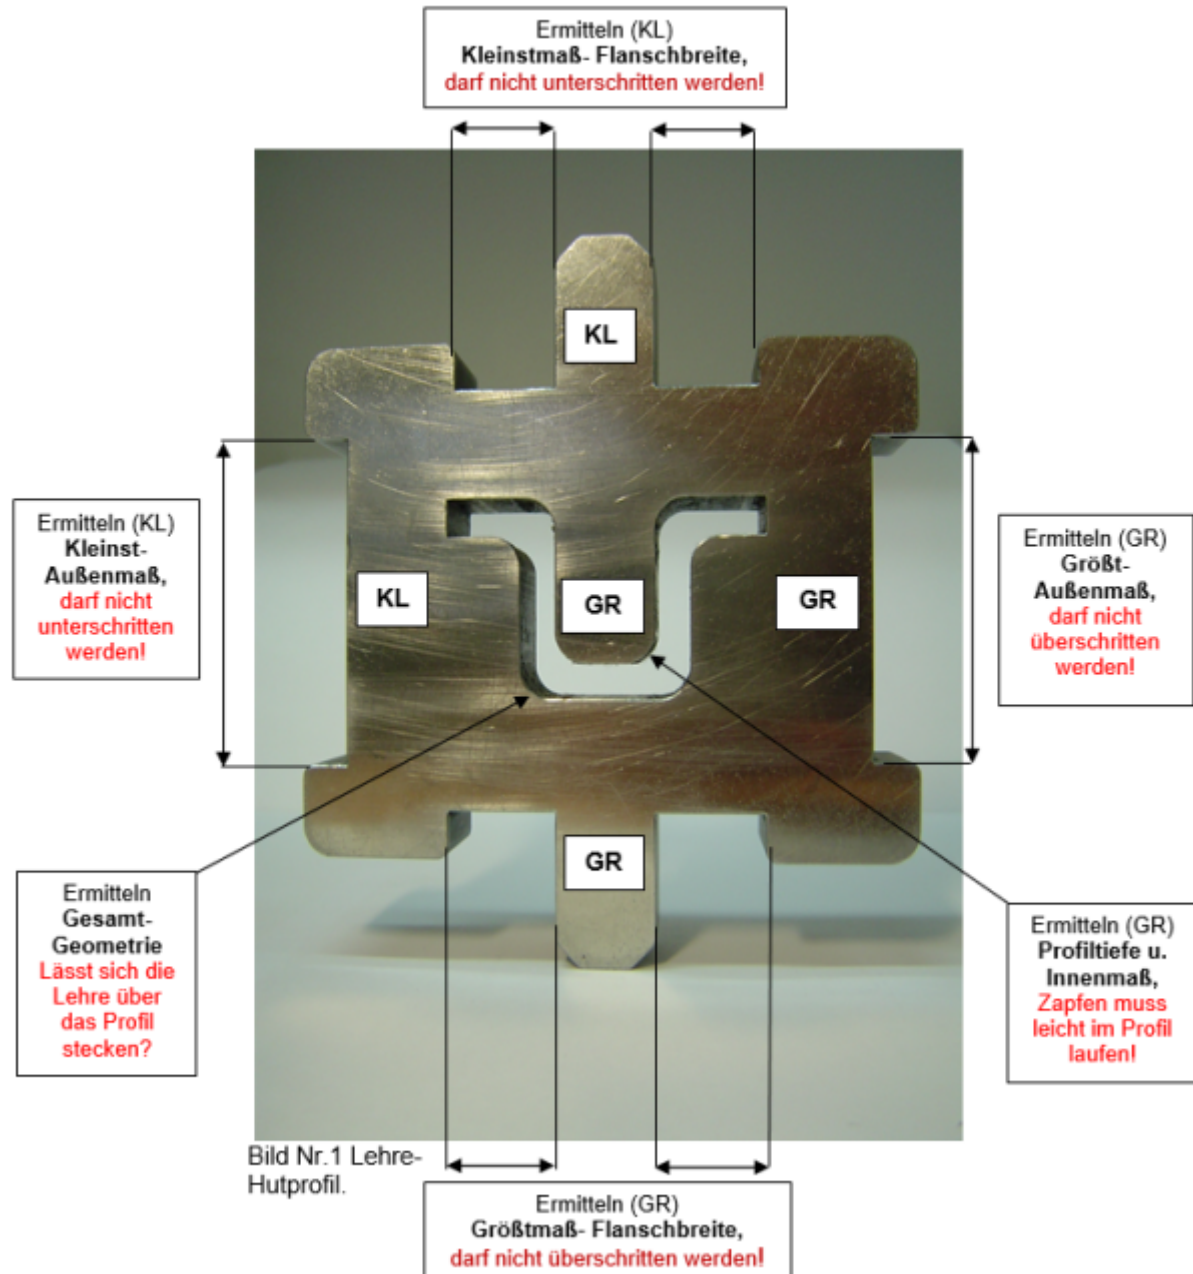 Ermitteln (KL)
Kleinstmaß- Flanschbreite,
darf nicht unterschritten werden!
KL
Ermitteln (KL)
Kleinst-
Außenmaß,
darf nicht
unterschritten
werden!
KL
GR
GR
Ermitteln (GR)
Größt-
Außenmaß,
darf nicht
überschritten
werden!
Ermitteln
Gesamt-
Geometrie
Lässt sich die
Lehre über
das Profil
stecken?
GR
Ermitteln (GR)
Profiltiefe u.
Innenmaß,
Zapfen muss
leicht im Profil
laufen!
Bild Nr.1 Lehre-
Hutprofil.
Ermitteln (GR)
Größtmaß- Flanschbreite,
darf nicht überschritten werden!